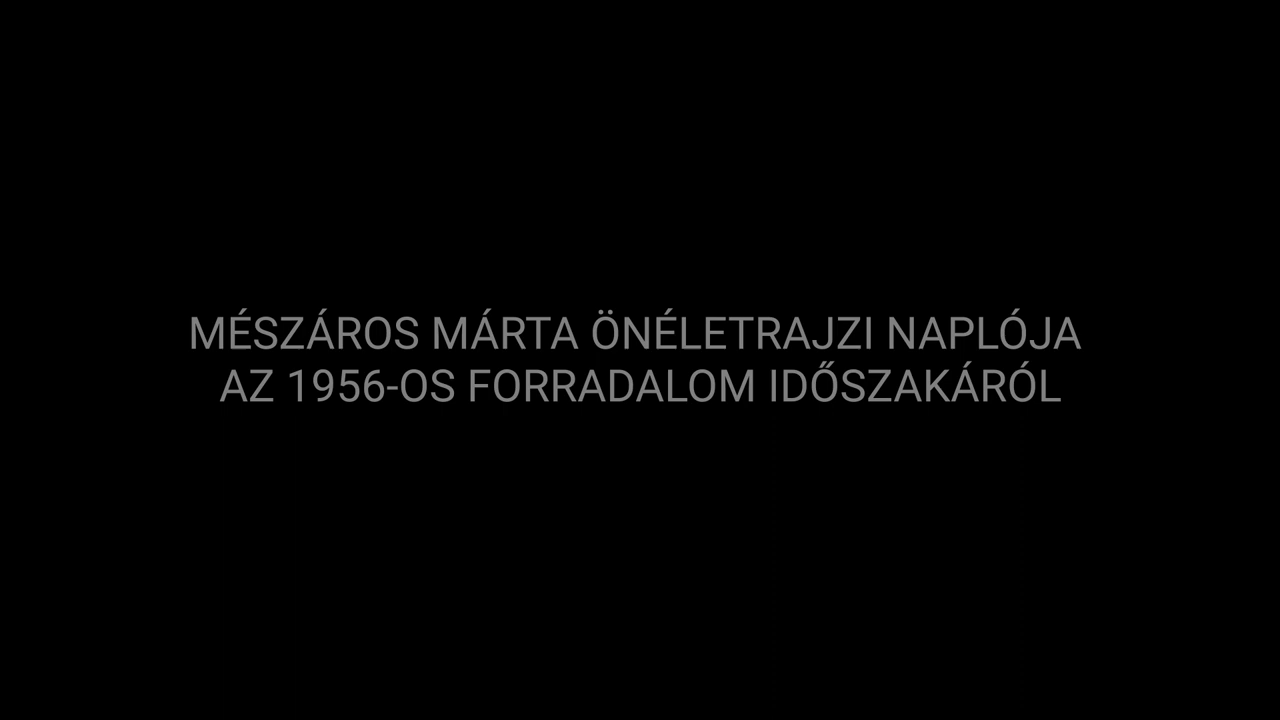 MÉSZÁROS MÁRTA ÖNÉLETRAJZI NAPLÓJA
AZ 1956-OS FORRADALOM IDŐSZAKÁRÓL